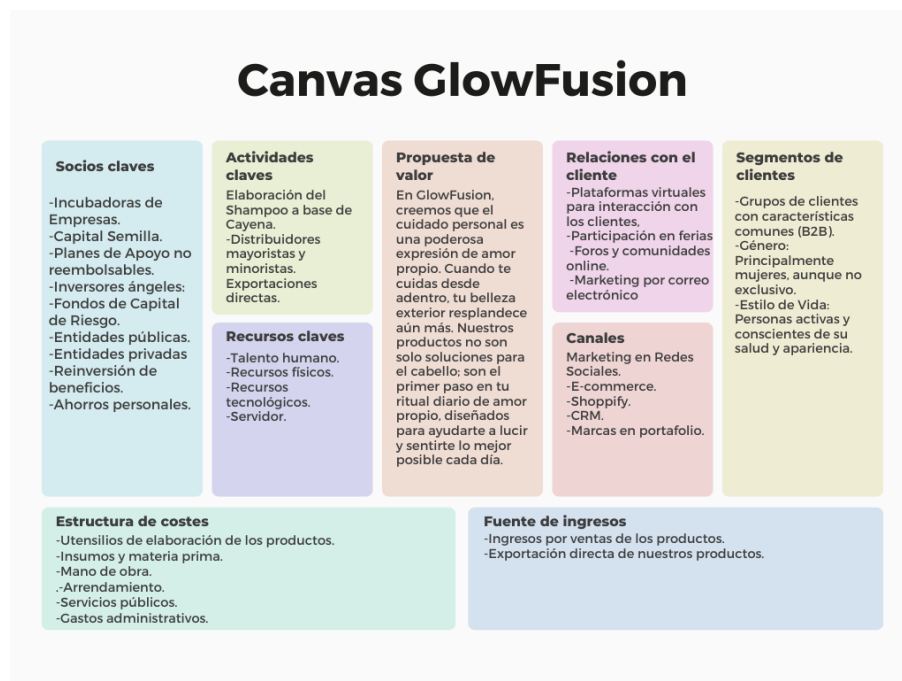 Canvas GlowFusion
Socios claves
-Incubadoras de
Empresas.
-Capital Semilla.
-Planes de Apoyo no
reembolsables.
-Inversores ángeles:
-Fondos de Capital
de Riesgo.
-Entidades públicas.
-Entidades privadas
-Reinversión de
beneficios.
-Ahorros personales.
Actividades
claves
Elaboración del
Shampoo a base de
Cayena.
-Distribuidores
mayoristas y
minoristas.
Exportaciones
directas.
Recursos claves
-Talento humano.
-Recursos físicos.
-Recursos
tecnológicos.
-Servidor.
Propuesta de
valor
En GlowFusion,
creemos que el
cuidado personal es
una poderosa
expresión de amor
propio. Cuando te
cuidas desde
adentro, tu belleza
exterior resplandece
aún más. Nuestros
productos no son
solo soluciones para
el cabello; son el
primer paso en tu
ritual diario de amor
propio, diseñados
para ayudarte a lucir
y sentirte lo mejor
posible cada día.
Relaciones con el
cliente
-Plataformas virtuales
para interacción con
los clientes,
-Participación en ferias
-Foros y comunidades
online.
-Marketing por correo
electrónico
Canales
Marketing en Redes
Sociales.
-E-commerce.
-Shoppify.
-CRM.
-Marcas en portafolio.
Segmentos de
clientes
-Grupos de clientes
con características
comunes (B2B).
-Género:
Principalmente
mujeres, aunque no
exclusivo.
-Estilo de Vida:
Personas activas y
conscientes de su
salud y apariencia.
Estructura de costes
-Utensilios de elaboración de los productos.
-Insumos y materia prima.
-Mano de obra.
.-Arrendamiento.
-Servicios públicos.
-Gastos administrativos.
Fuente de ingresos
-Ingresos por ventas de los productos.
-Exportación directa de nuestros productos.